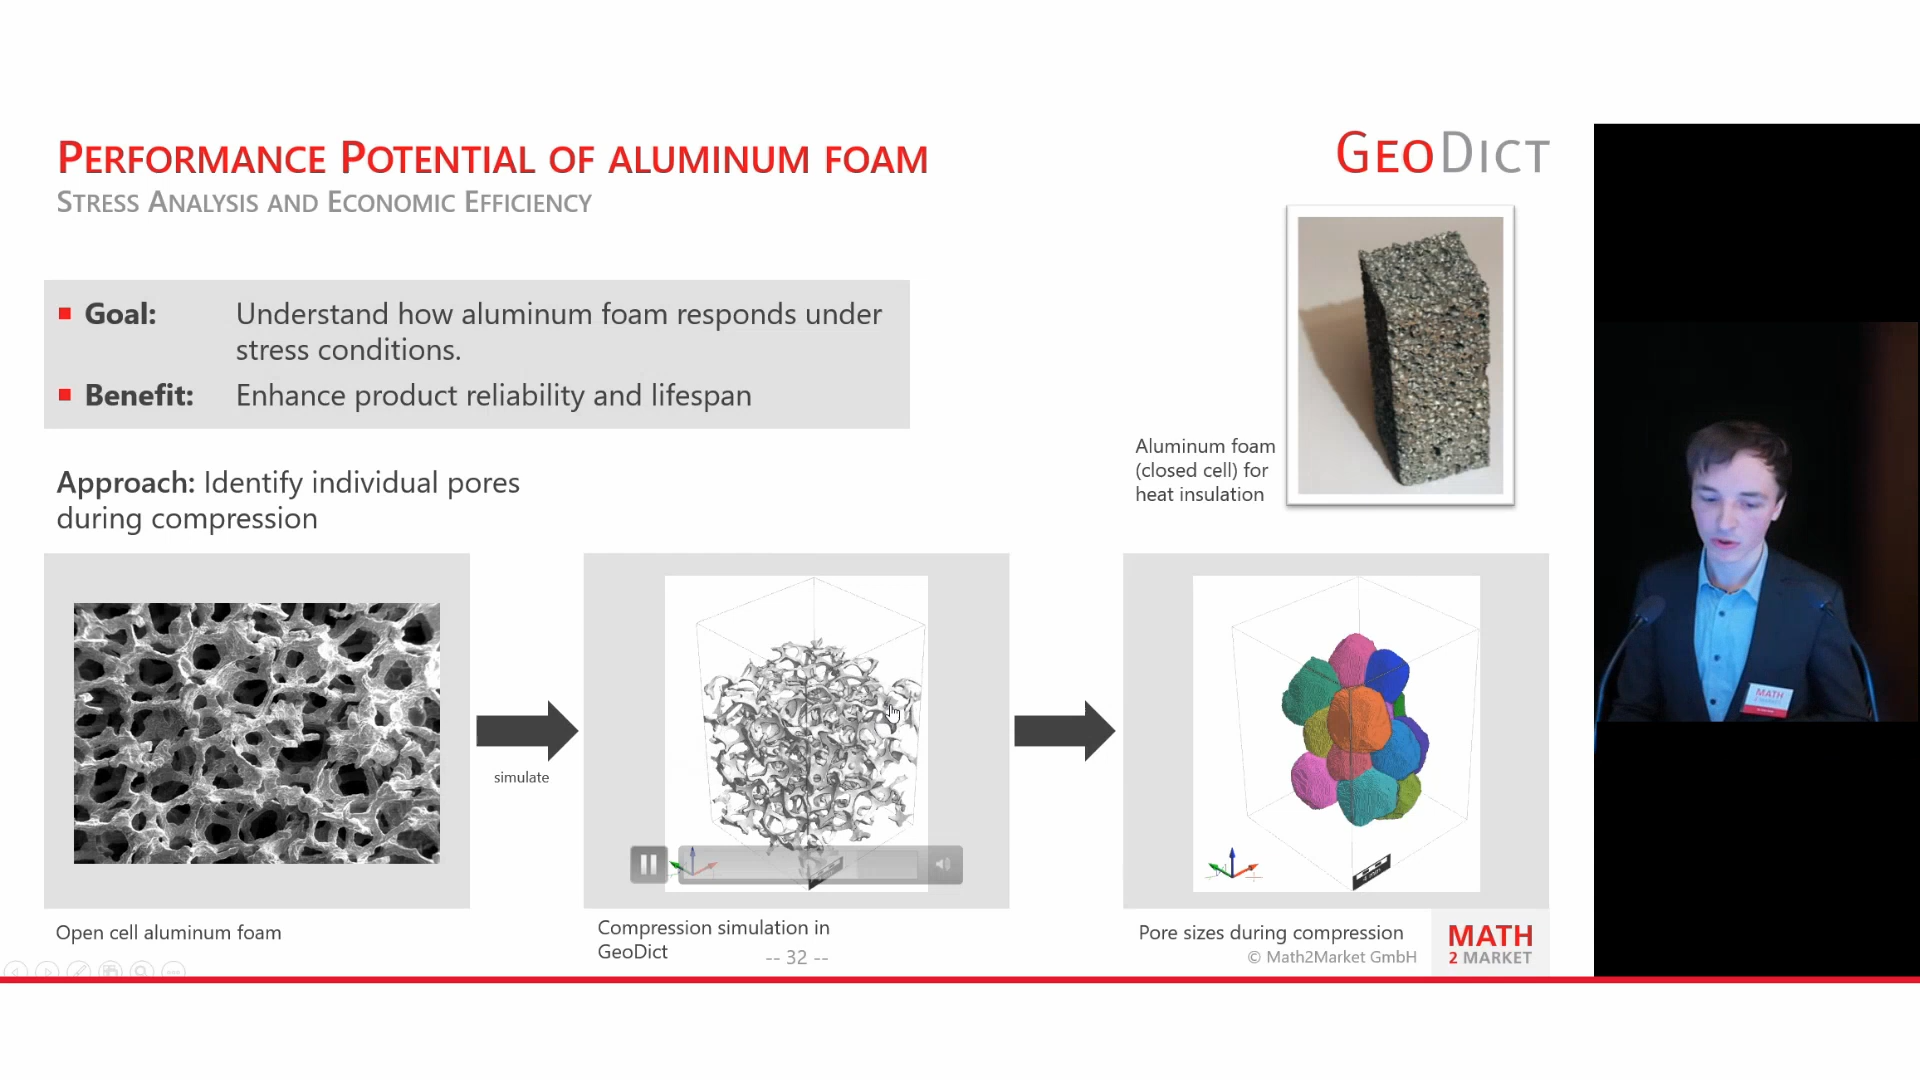 PERFORMANCE POTENTIAL OF ALUMINUM FOAM
STRESS ANALYSIS AND ECONOMIC EFFICIENCY
GEODICT
Goal: Understand how aluminum foam responds under
stress conditions.
Benefit: Enhance product reliability and lifespan
Approach: Identify individual pores
during compression
Aluminum foam
(closed cell) for
heat insulation
simulate
Open cell aluminum foam
Compression simulation in
GeoDict
-- 32 --
Pore sizes during compression
© Math2Market GmbH
MATH
2 MARKET
MATH